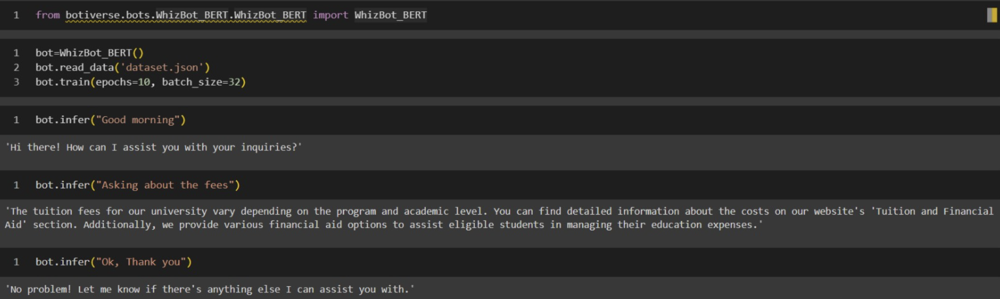 1 from botiverse.bots.WhizBot_BERT.WhizBot_BERT import WhizBot_BERT
1 bot=WhizBot_BERT()
2 bot.read_data('dataset.json')
3 bot.train(epochs=10, batch_size=32)
1 bot.infer("Good morning")
'Hi there! How can I assist you with your inquiries?'
1 bot.infer("Asking about the fees")
'The tuition fees for our university vary depending on the program and academic level. You can find detailed information about the costs on our website's 'Tuition and Financial
Aid' section. Additionally, we provide various financial aid options to assist eligible students in managing their education expenses.'
1 bot.infer("Ok, Thank you")
'No problem! Let me know if there's anything else I can assist you with.'